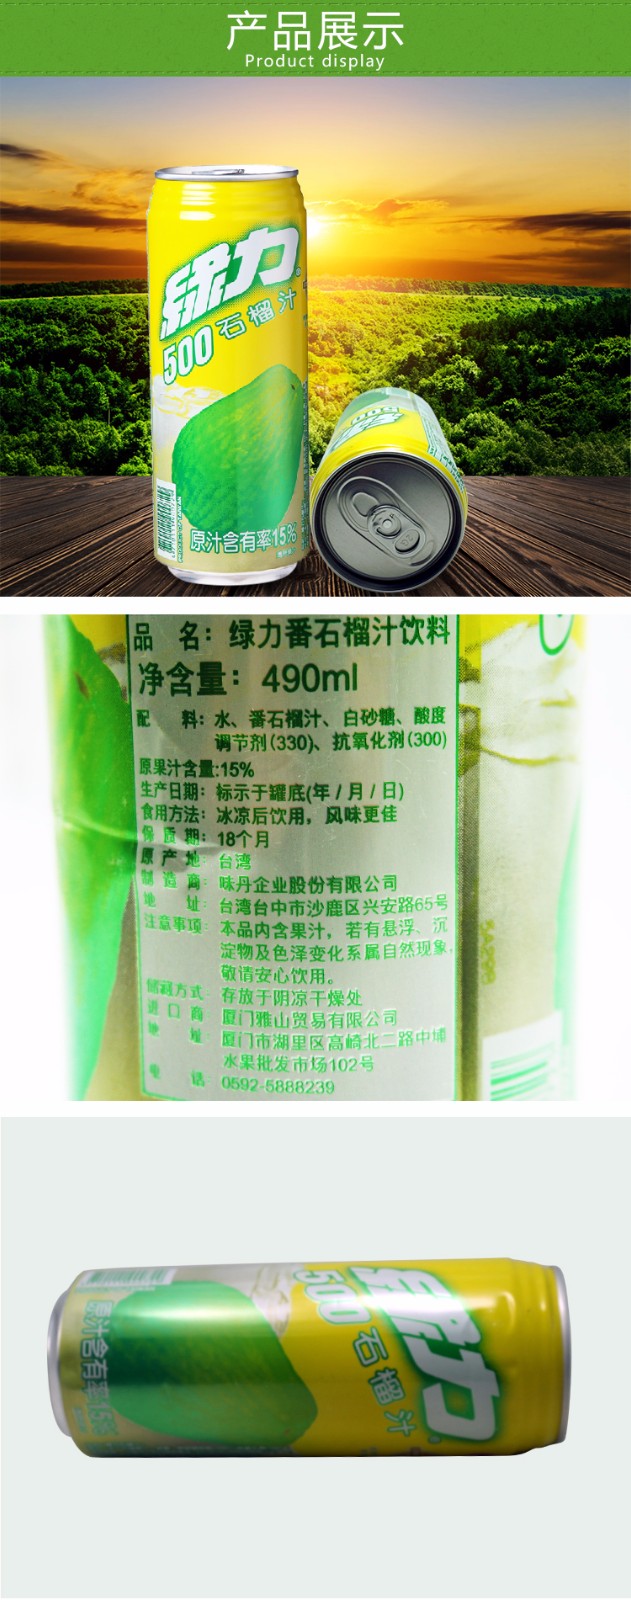 产品展示
Product display
绿力
500 石榴汁
原汁含有率15%
品 名：绿力番石榴汁饮料
净含量：490ml
配 料：水、番石榴汁、白砂糖、酸度
调节剂(330)、抗氧化剂(300)
原果汁含量:15%
生产日期：标示于罐底(年/月/日)
食用方法：冰凉后饮用，风味更佳
保质期：18个月
原产地：台湾
制造商：味丹企业股份有限公司
地 址：台湾台中市沙鹿区兴安路65号
注意事项：本品内含果汁，若有悬浮、沉
淀物及色泽变化系属自然现象，
敬请安心饮用。
储藏方式：存放于阴凉干燥处
进口商：厦门雅山贸易有限公司
地 址：厦门市湖里区高崎北二路中埔
水果批发市场102号
电 话：0592-5888239
绿力
500 石榴汁
原汁含有率15%